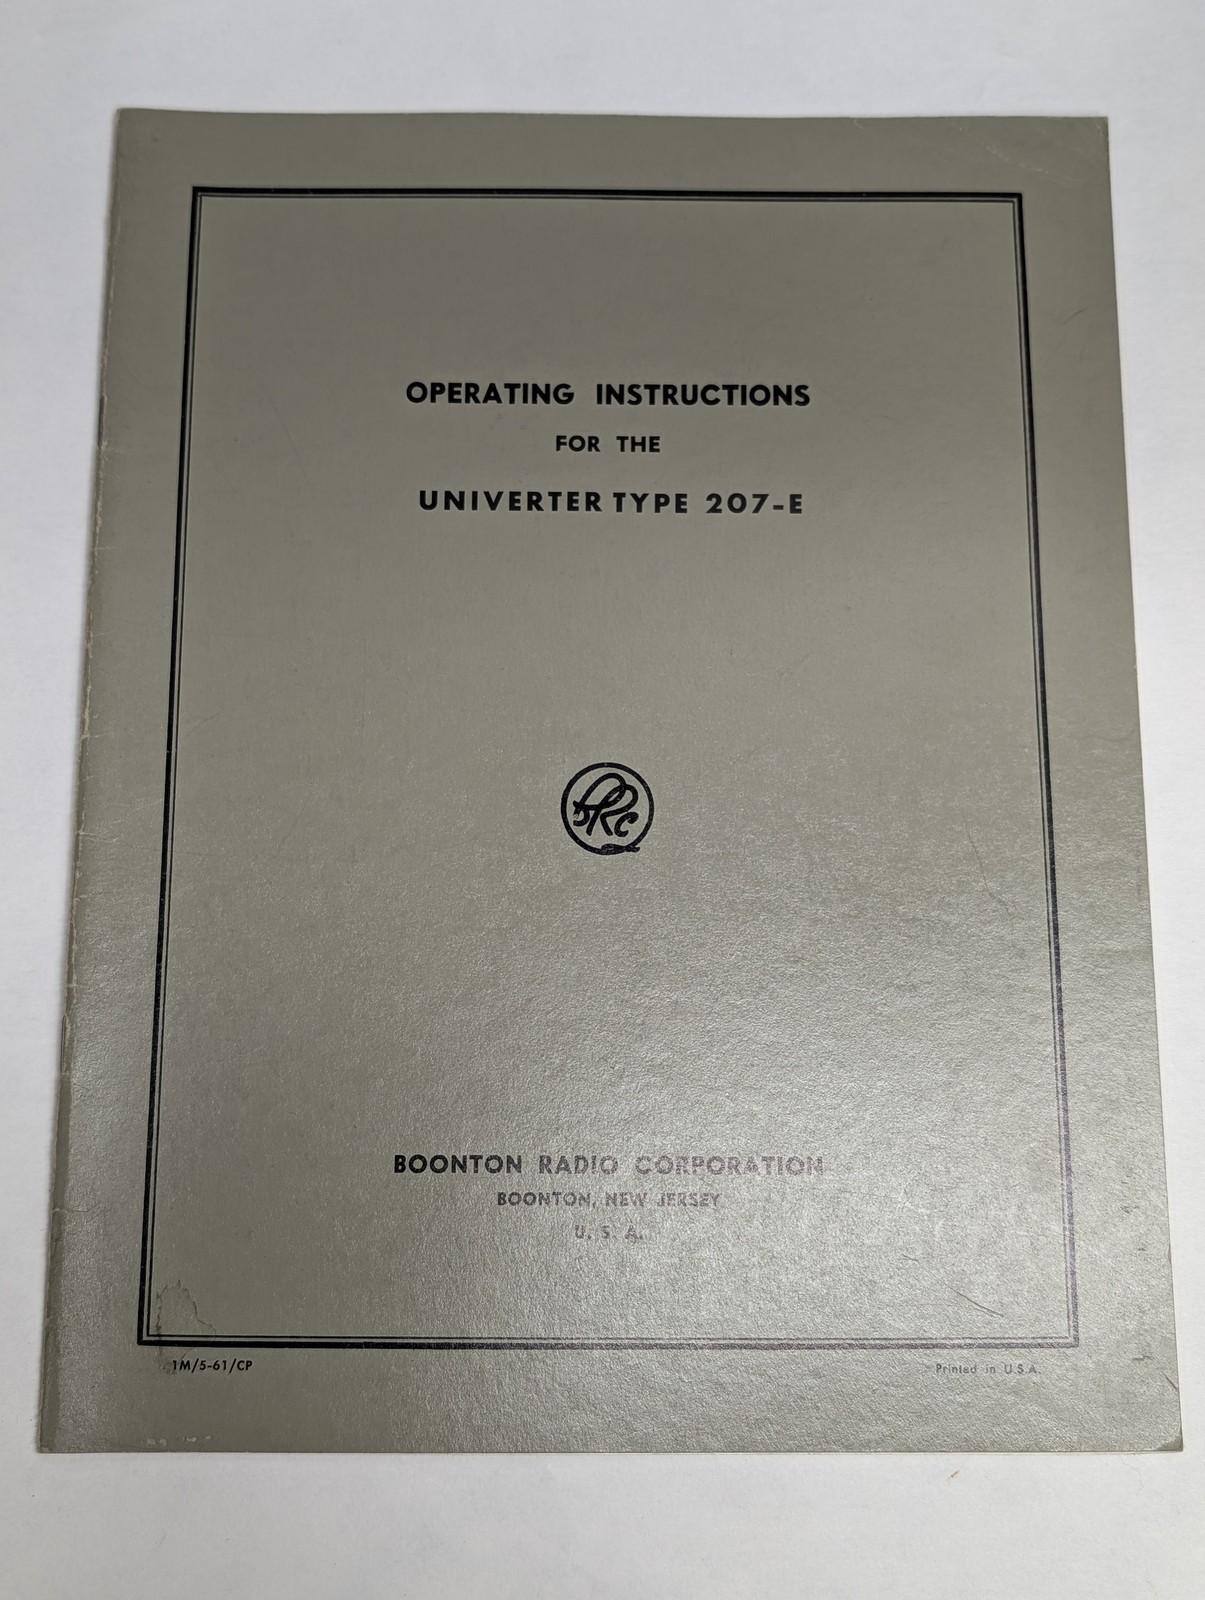 OPERATING INSTRUCTIONS
FOR THE
UNIVERTER TYPE 207-E
BRC
BOONTON RADIO CORPORATION
BOONTON, NEW JERSEY
U. S. A.
1M/5-61/CP
Printed in U.S.A.